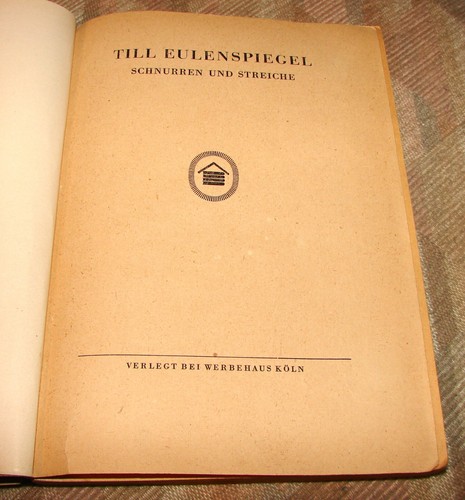 TILL EULENSPIEGEL
SCHNURREN UND STREICHE
VERLEGT BEI WERBEHAUS KÖLN